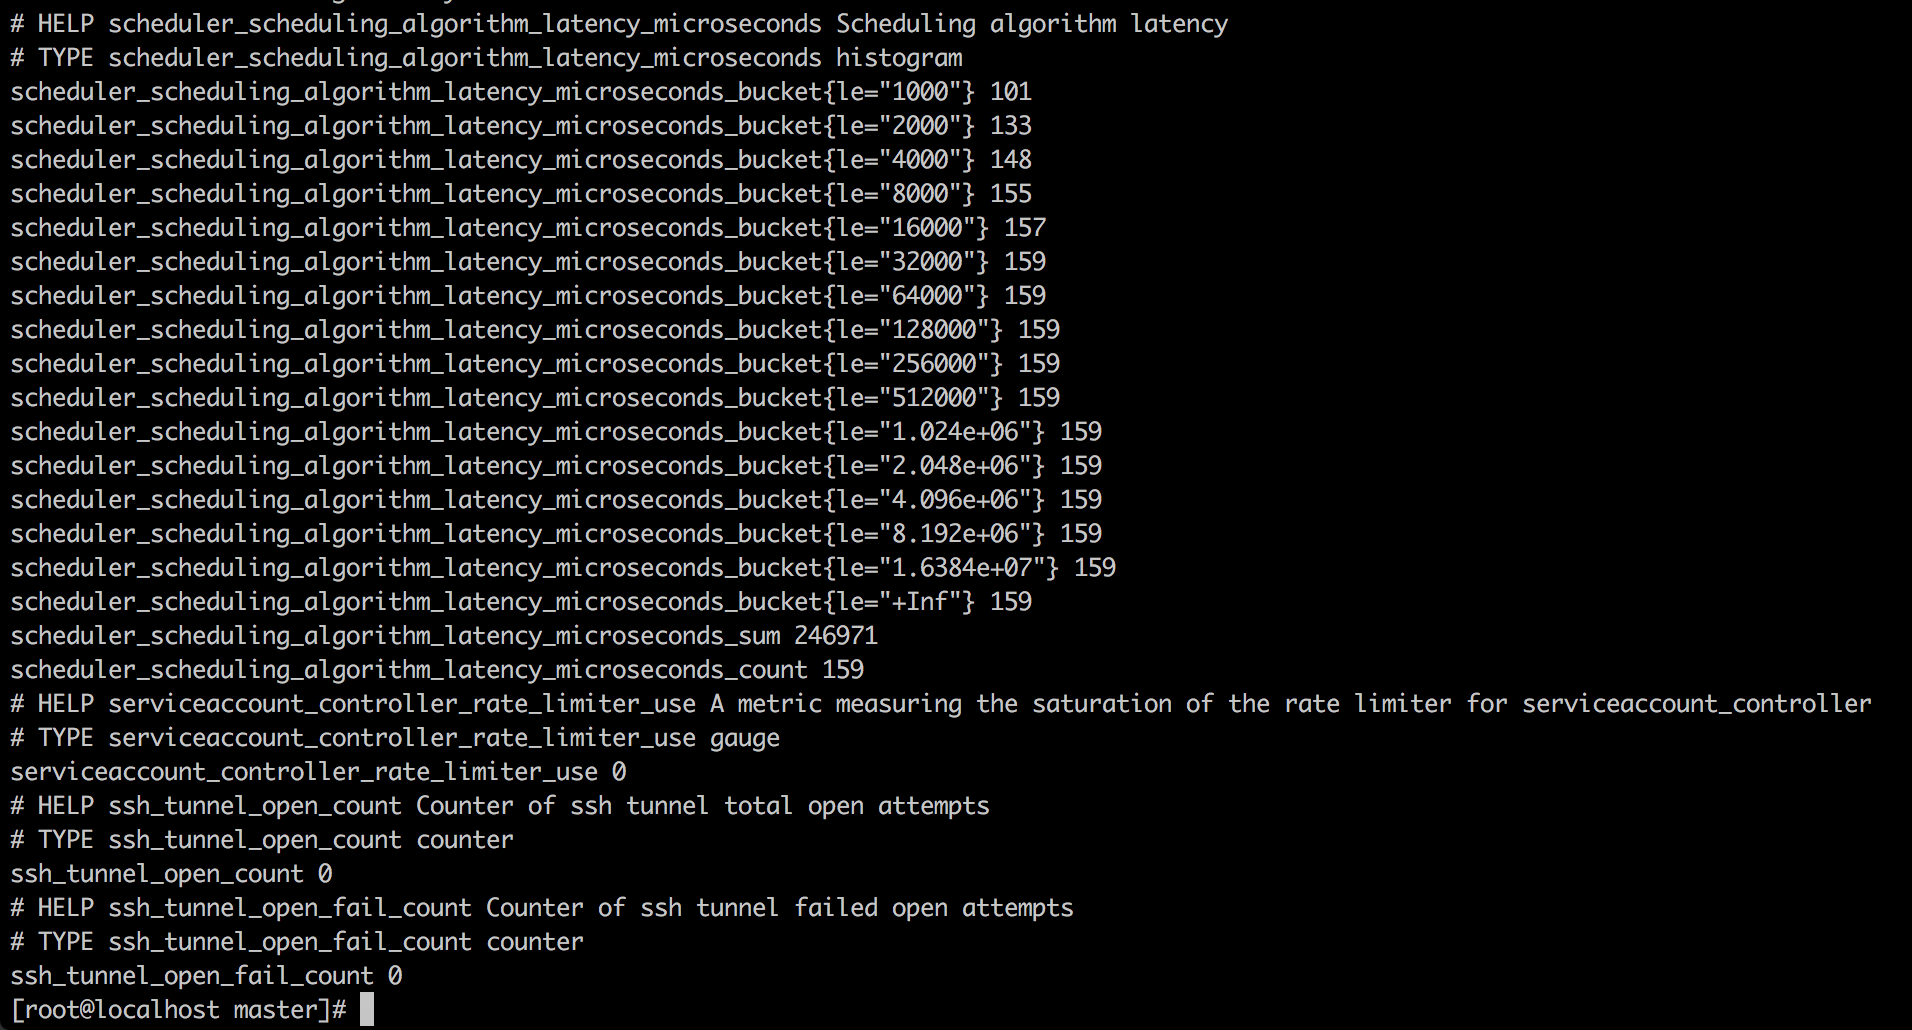 # HELP scheduler_scheduling_algorithm_latency_microseconds Scheduling algorithm latency
# TYPE scheduler_scheduling_algorithm_latency_microseconds histogram
scheduler_scheduling_algorithm_latency_microseconds_bucket{le="1000"} 101
scheduler_scheduling_algorithm_latency_microseconds_bucket{le="2000"} 133
scheduler_scheduling_algorithm_latency_microseconds_bucket{le="4000"} 148
scheduler_scheduling_algorithm_latency_microseconds_bucket{le="8000"} 155
scheduler_scheduling_algorithm_latency_microseconds_bucket{le="16000"} 157
scheduler_scheduling_algorithm_latency_microseconds_bucket{le="32000"} 159
scheduler_scheduling_algorithm_latency_microseconds_bucket{le="64000"} 159
scheduler_scheduling_algorithm_latency_microseconds_bucket{le="128000"} 159
scheduler_scheduling_algorithm_latency_microseconds_bucket{le="256000"} 159
scheduler_scheduling_algorithm_latency_microseconds_bucket{le="512000"} 159
scheduler_scheduling_algorithm_latency_microseconds_bucket{le="1.024e+06"} 159
scheduler_scheduling_algorithm_latency_microseconds_bucket{le="2.048e+06"} 159
scheduler_scheduling_algorithm_latency_microseconds_bucket{le="4.096e+06"} 159
scheduler_scheduling_algorithm_latency_microseconds_bucket{le="8.192e+06"} 159
scheduler_scheduling_algorithm_latency_microseconds_bucket{le="1.6384e+07"} 159
scheduler_scheduling_algorithm_latency_microseconds_bucket{le="+Inf"} 159
scheduler_scheduling_algorithm_latency_microseconds_sum 246971
scheduler_scheduling_algorithm_latency_microseconds_count 159
# HELP serviceaccount_controller_rate_limiter_use A metric measuring the saturation of the rate limiter for serviceaccount_controller
# TYPE serviceaccount_controller_rate_limiter_use gauge
serviceaccount_controller_rate_limiter_use 0
# HELP ssh_tunnel_open_count Counter of ssh tunnel total open attempts
# TYPE ssh_tunnel_open_count counter
ssh_tunnel_open_count 0
# HELP ssh_tunnel_open_fail_count Counter of ssh tunnel failed open attempts
# TYPE ssh_tunnel_open_fail_count counter
ssh_tunnel_open_fail_count 0
[root@localhost master]#